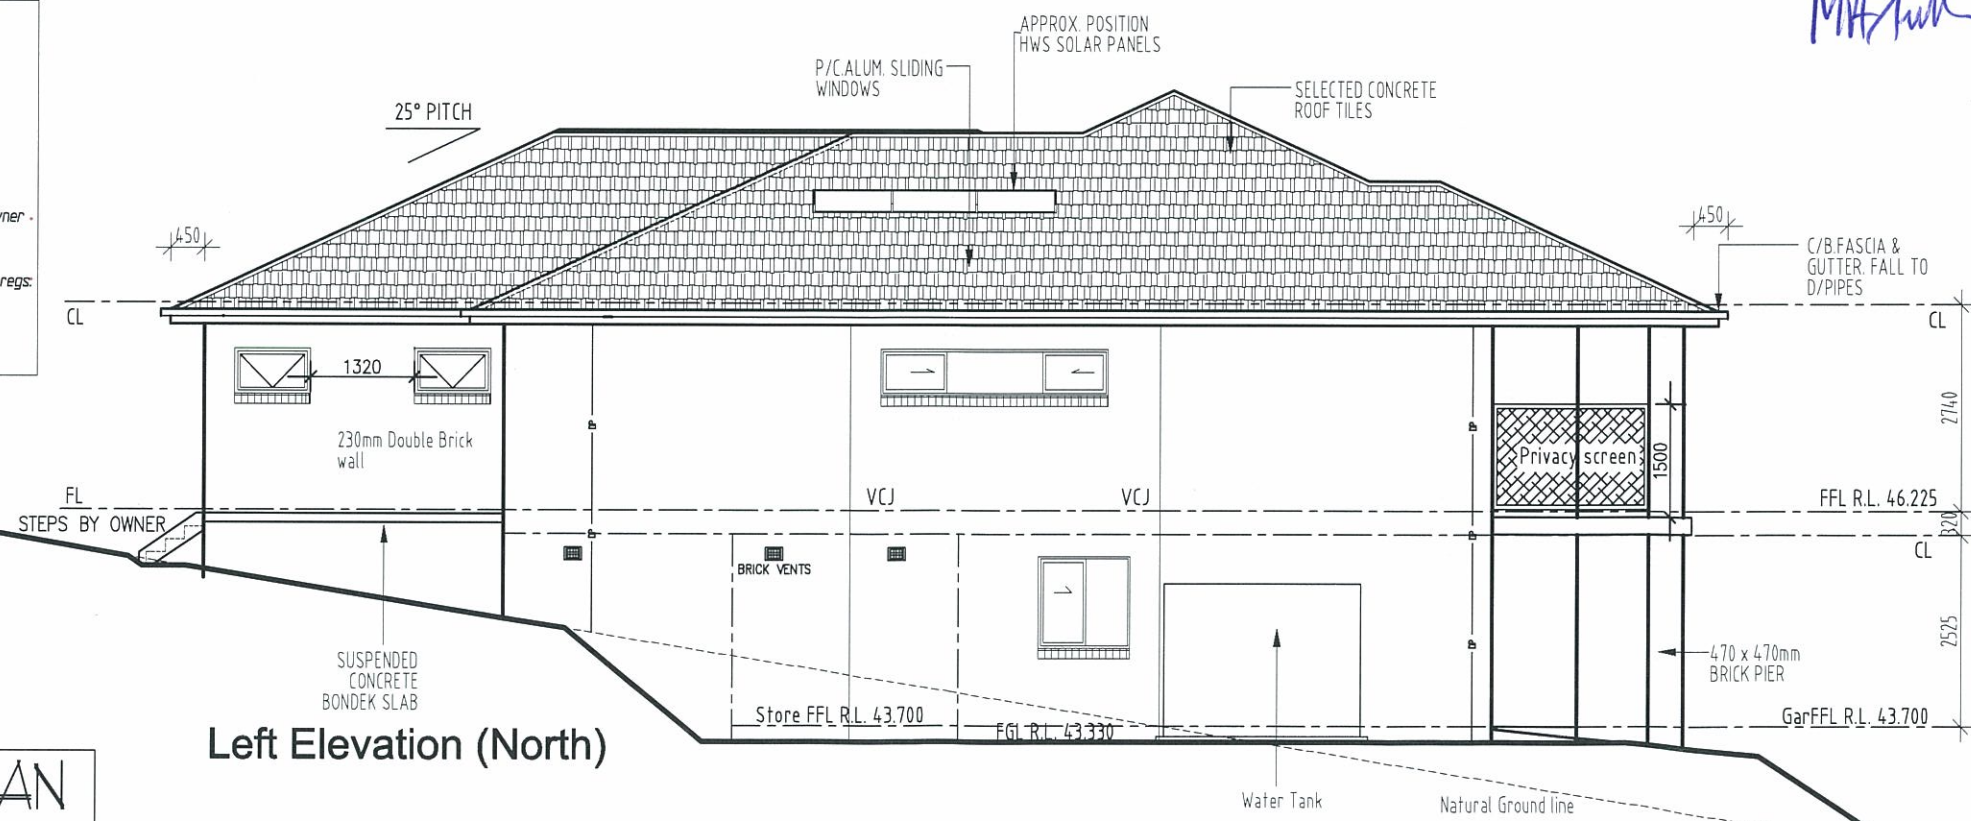 APPROX. POSITION
HWS SOLAR PANELS
P/C.ALUM. SLIDING
WINDOWS
SELECTED CONCRETE
ROOF TILES
25° PITCH
regs:
450
450
C/B.FASCIA &
GUTTER. FALL TO
D/PIPES
CL
CL
1320
2740
230mm Double Brick
wall
Privacy screen
1500
FL
VCJ
VCJ
FFL R.L. 46.225
STEPS BY OWNER
320
CL
BRICK VENTS
2525
SUSPENDED
CONCRETE
BONDEK SLAB
470 x 470mm
BRICK PIER
Store FFL R.L. 43.700
FGL R.L. 43.330
GarFFL R.L. 43.700
Left Elevation (North)
Water Tank
Natural Ground line